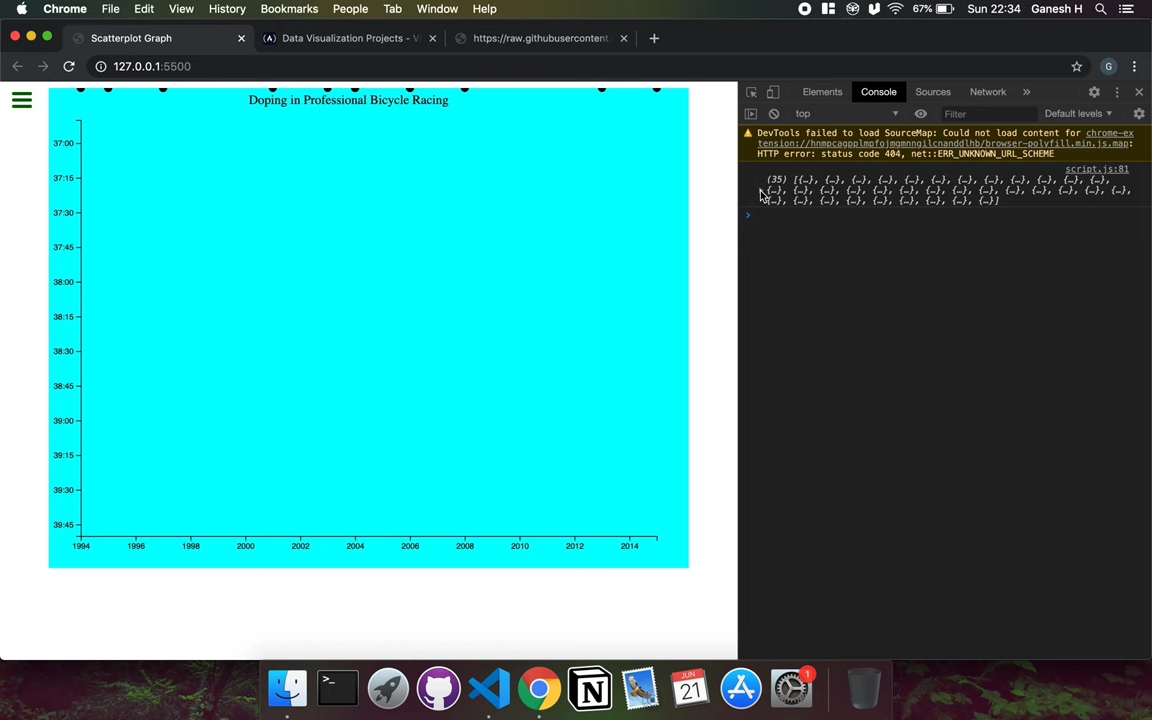 Chrome File Edit View History Bookmarks People Tab Window Help 67% Sun 22:34 Ganesh H
Scatterplot Graph (A) Data Visualization Projects - V https://raw.githubusercontent.
127.0.0.1:5500 G
Doping in Professional Bicycle Racing
37:00
37:15
37:30
37:45
38:00
38:15
38:30
38:45
39:00
39:15
39:30
39:45
1994 1996 1998 2000 2002 2004 2006 2008 2010 2012 2014
Elements Console Sources Network »
top Filter Default levels
DevTools failed to load SourceMap: Could not load content for chrome-ex
tension://hnmpcagpplmpfojmgmnngilcnanddlhb/browser-polyfill.min.js.map:
HTTP error: status code 404, net::ERR_UNKNOWN_URL_SCHEME
script.js:81
(35) [{…}, {…}, {…}, {…}, {…}, {…}, {…}, {…}, {…}, {…}, {…}, {…},
{…}, {…}, {…}, {…}, {…}, {…}, {…}, {…}, {…}, {…}, {…}, {…}, {…}, {…},
{…}, {…}, {…}, {…}, {…}, {…}, {…}, {…}, {…}]
>
>_
N
JUN
21
1